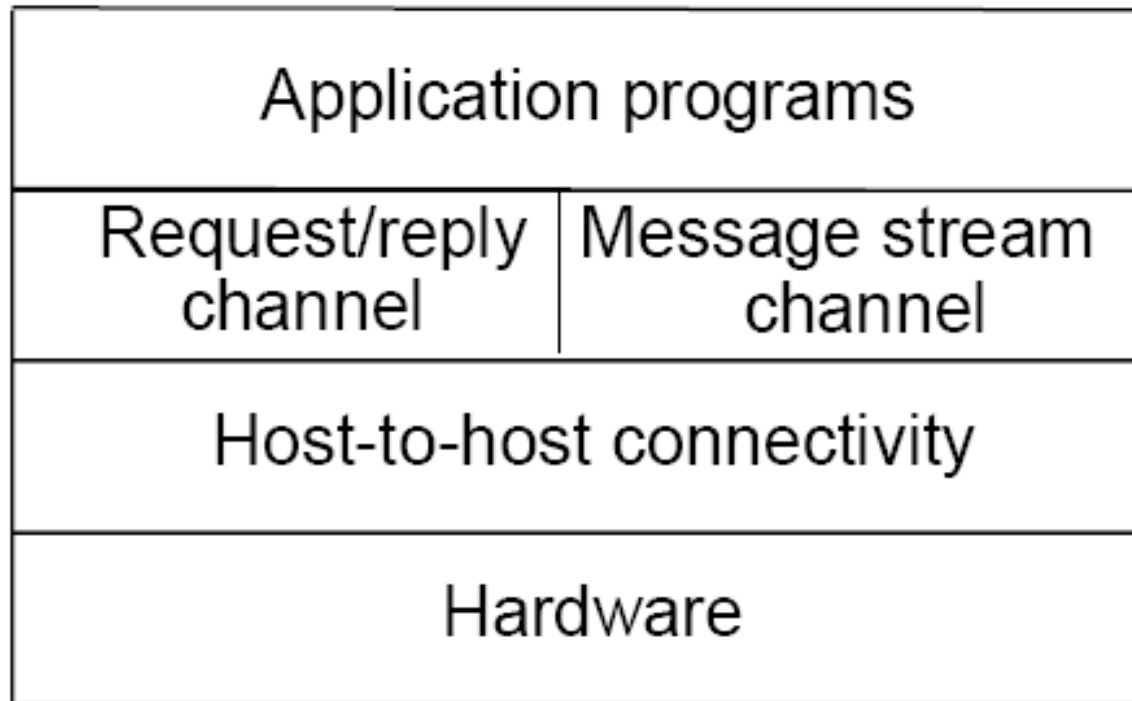 Application programs
Request/reply
channel
Message stream
channel
Host-to-host connectivity
Hardware